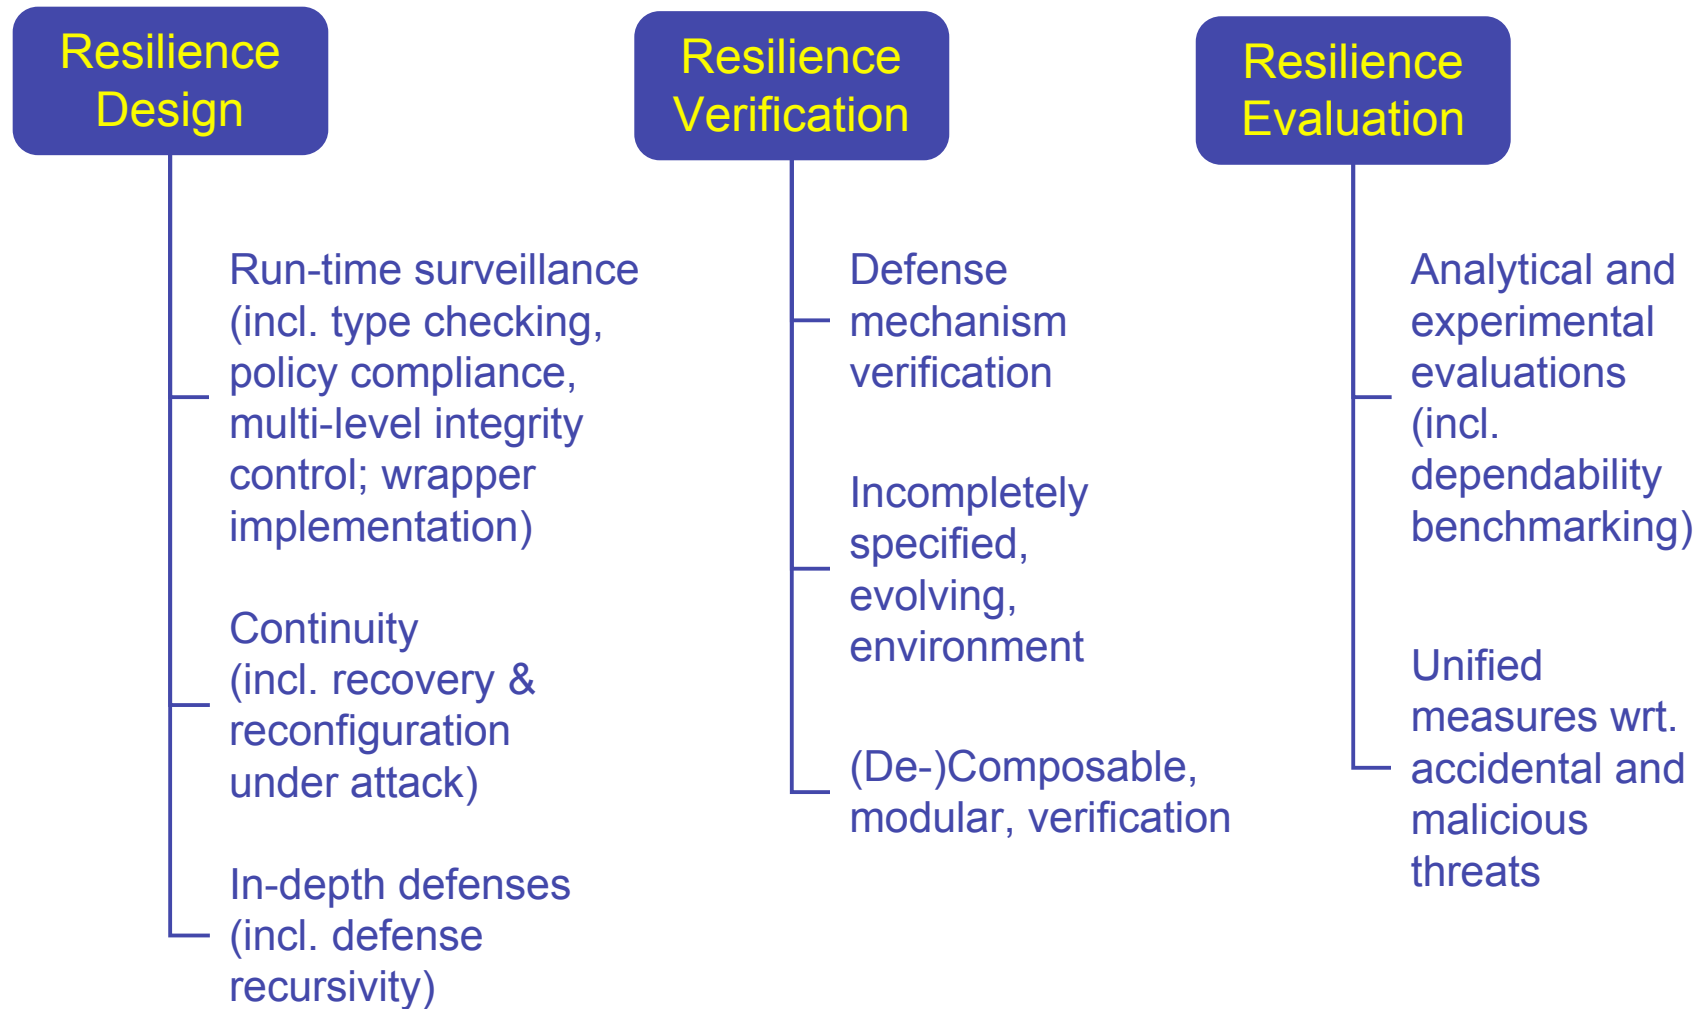 Resilience
Design
Run-time surveillance
(incl. type checking,
policy compliance,
multi-level integrity
control; wrapper
implementation)
Continuity
(incl. recovery &
reconfiguration
under attack)
In-depth defenses
(incl. defense
recursivity)
Resilience
Verification
Defense
mechanism
verification
Incompletely
specified,
evolving,
environment
(De-)Composable,
modular, verification
Resilience
Evaluation
Analytical and
experimental
evaluations
(incl.
dependability
benchmarking)
Unified
measures wrt.
accidental and
malicious
threats